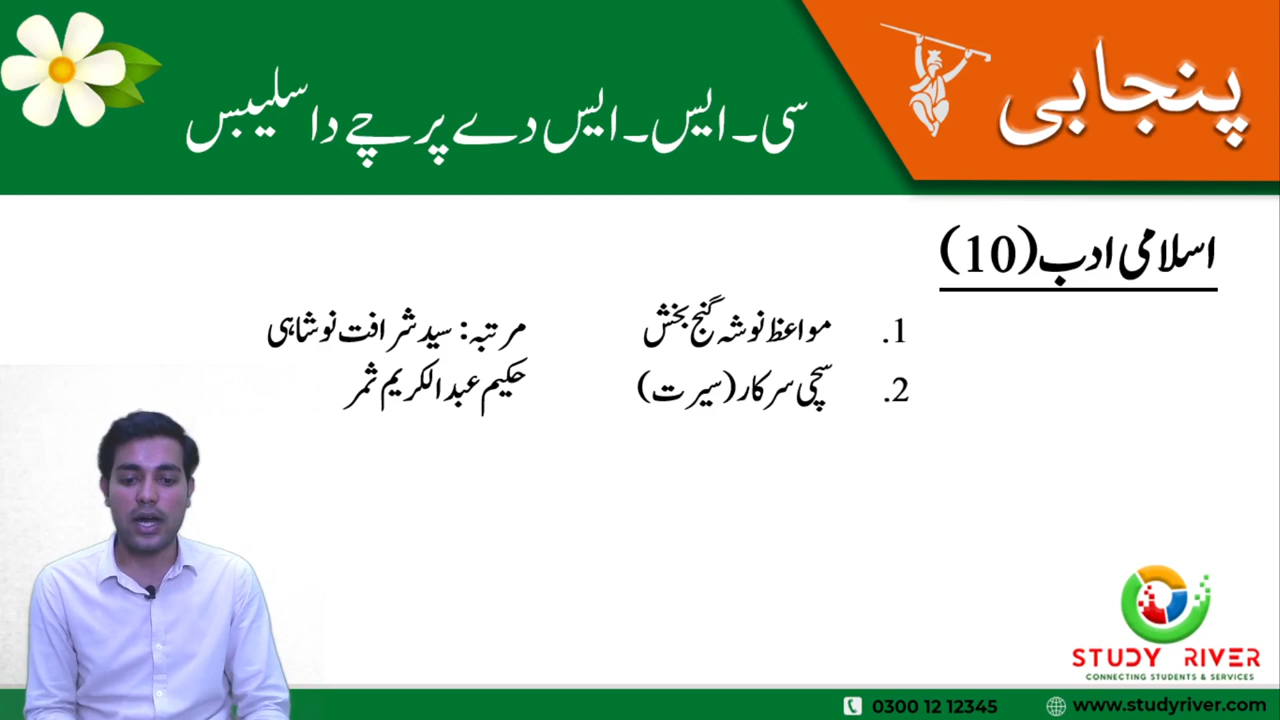 پنجابی
سی۔ایس۔ایس دے پرچے دا سلیبس
اسلامی ادب (10)
1. مواعظ نوشہ گنج بخش مرتبہ: سید شرافت نوشاہی
2. سچی سرکار (سیرت) حکیم عبدالکریم ثمر
STUDY RIVER
CONNECTING STUDENTS & SERVICES
0300 12 12345 www.studyriver.com